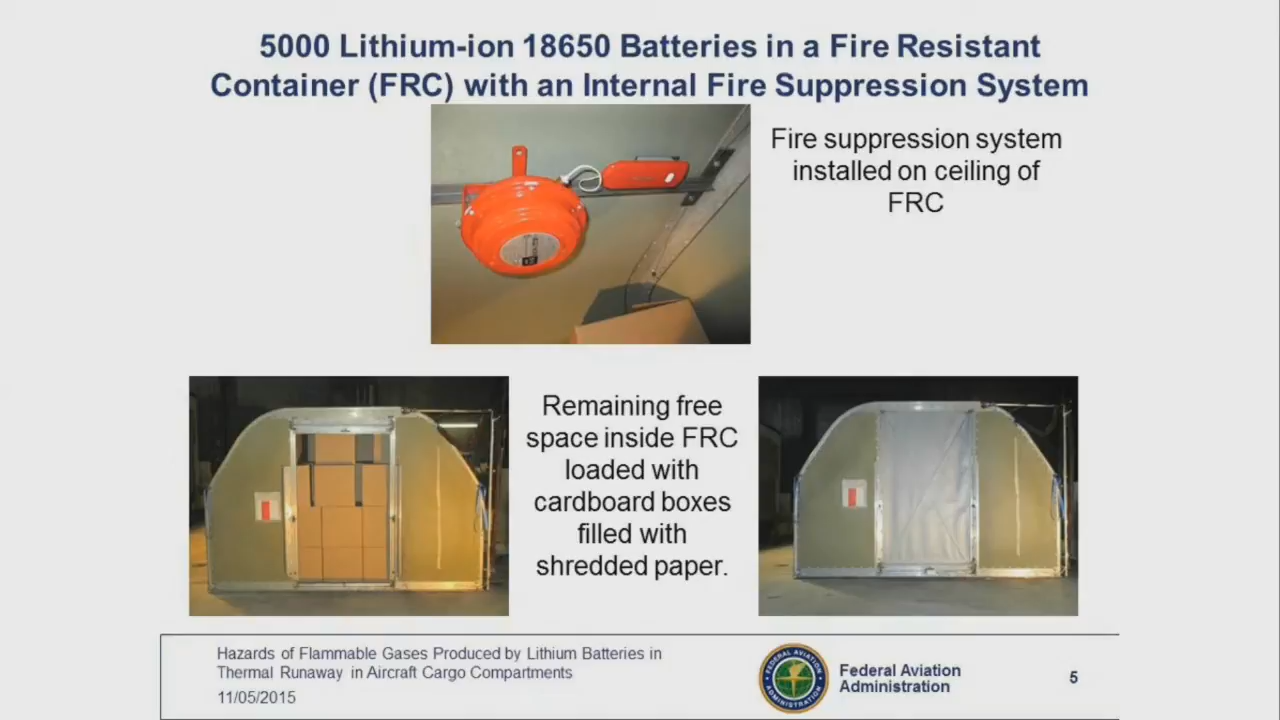 5000 Lithium-ion 18650 Batteries in a Fire Resistant
Container (FRC) with an Internal Fire Suppression System
Fire suppression system
installed on ceiling of
FRC
Remaining free
space inside FRC
loaded with
cardboard boxes
filled with
shredded paper.
Hazards of Flammable Gases Produced by Lithium Batteries in
Thermal Runaway in Aircraft Cargo Compartments
11/05/2015
FEDERAL AVIATION
ADMINISTRATION
Federal Aviation
Administration
5